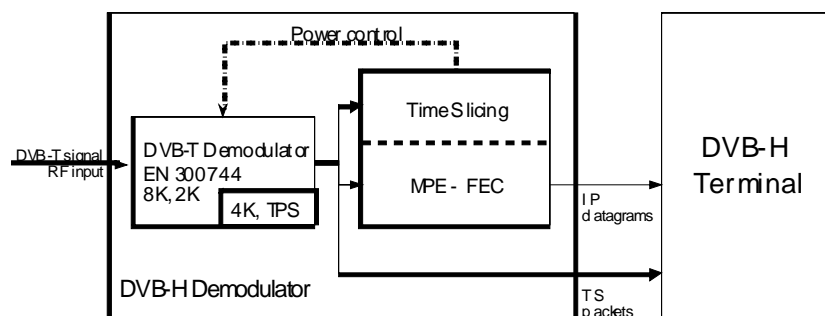 Power control
Time Slicing
DVB-T signal
RF input
DVB-T Demodulator
EN 300744
8K, 2K
4K, TPS
MPE - FEC
DVB-H
Terminal
IP
datagrams
DVB-H Demodulator
TS
packets